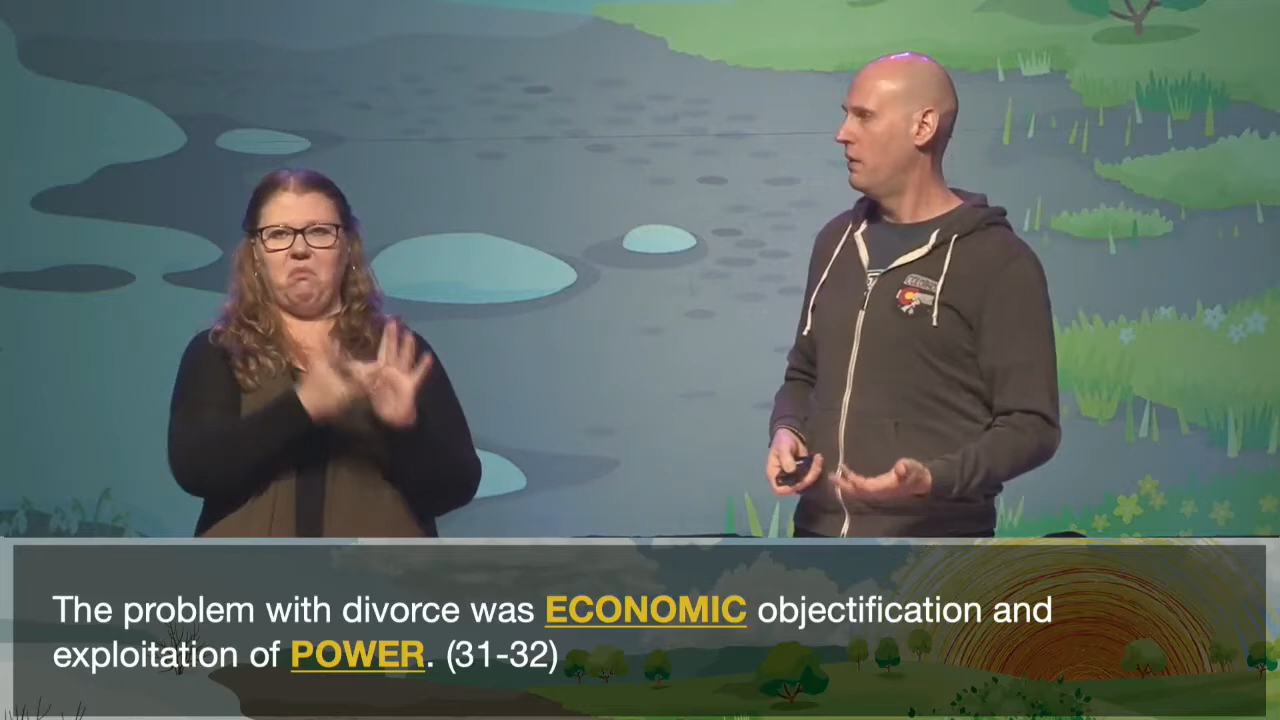 The problem with divorce was ECONOMIC objectification and
exploitation of POWER. (31-32)